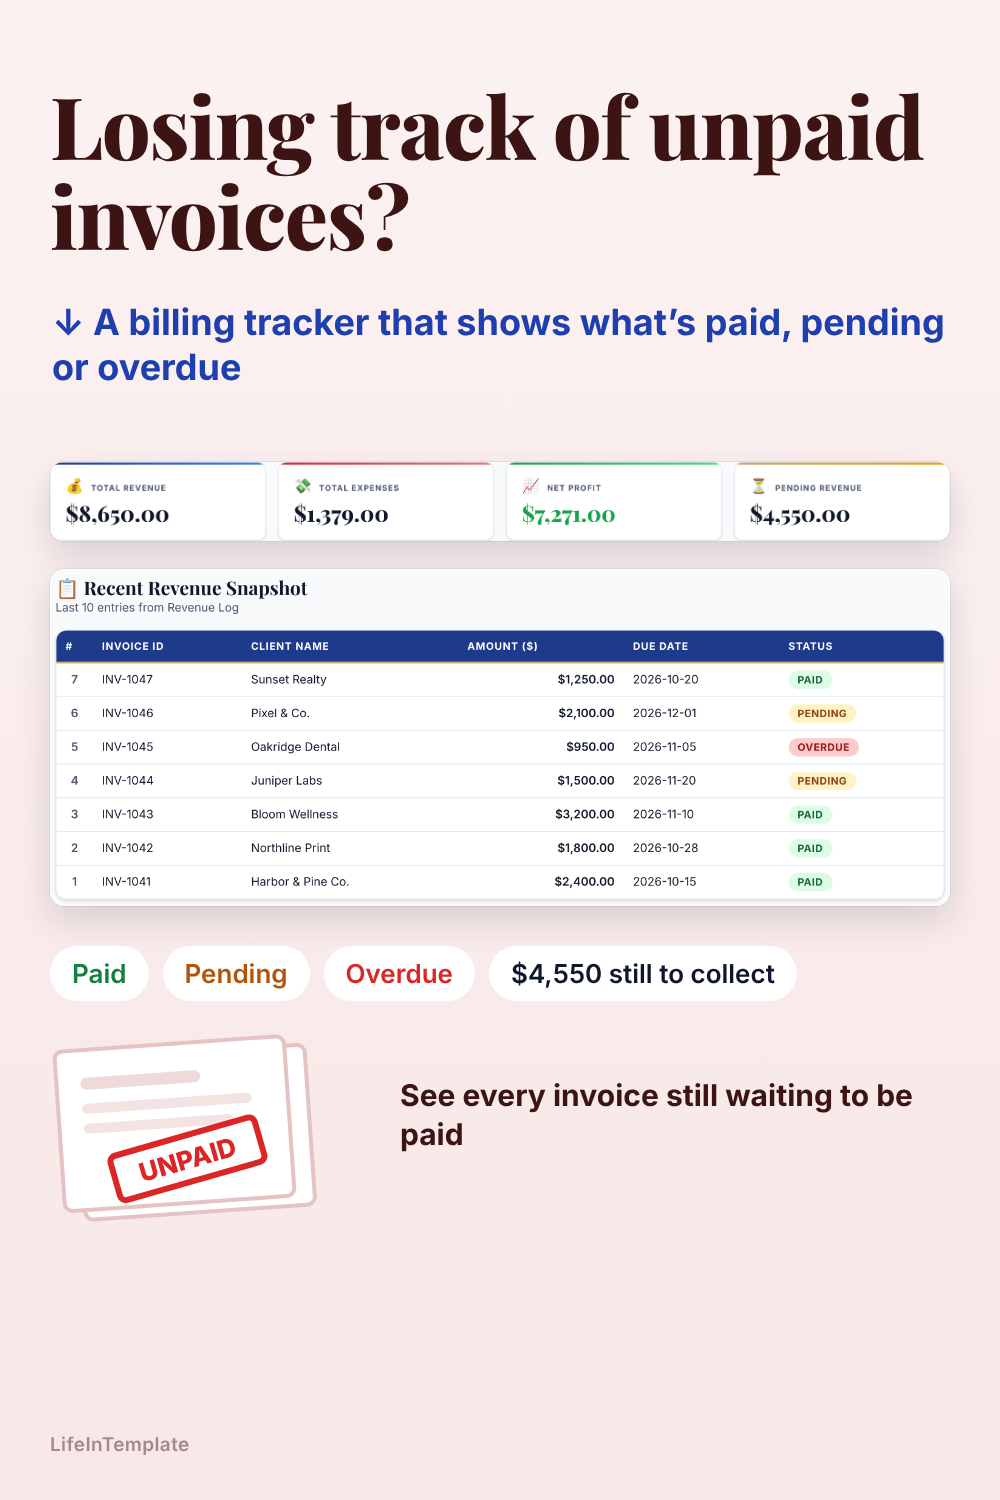 Losing track of unpaid
invoices?
↓ A billing tracker that shows what’s paid, pending
or overdue
💰 TOTAL REVENUE
$8,650.00
💸 TOTAL EXPENSES
$1,379.00
📈 NET PROFIT
$7,271.00
⏳ PENDING REVENUE
$4,550.00
📋 Recent Revenue Snapshot
Last 10 entries from Revenue Log
# INVOICE ID CLIENT NAME AMOUNT ($) DUE DATE STATUS
7 INV-1047 Sunset Realty $1,250.00 2026-10-20 PAID
6 INV-1046 Pixel & Co. $2,100.00 2026-12-01 PENDING
5 INV-1045 Oakridge Dental $950.00 2026-11-05 OVERDUE
4 INV-1044 Juniper Labs $1,500.00 2026-11-20 PENDING
3 INV-1043 Bloom Wellness $3,200.00 2026-11-10 PAID
2 INV-1042 Northline Print $1,800.00 2026-10-28 PAID
1 INV-1041 Harbor & Pine Co. $2,400.00 2026-10-15 PAID
Paid Pending Overdue $4,550 still to collect
UNPAID
See every invoice still waiting to be
paid
LifeInTemplate